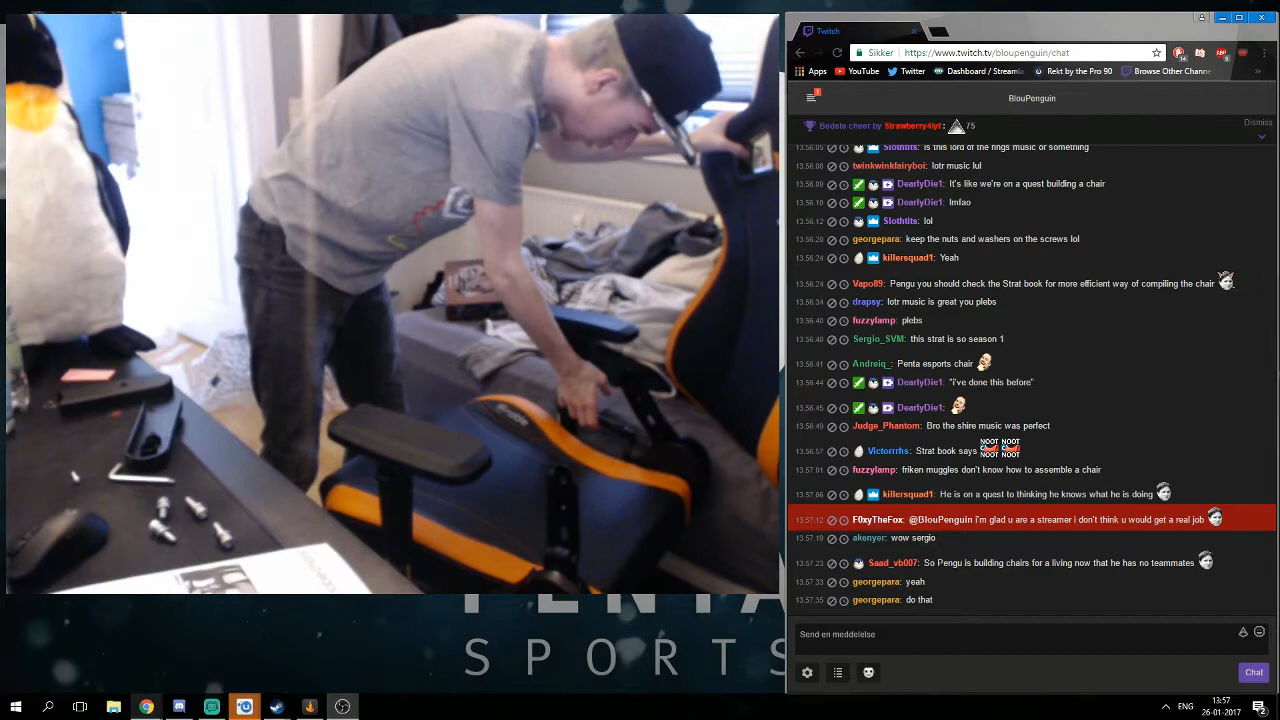 Twitch
Sikker | https://www.twitch.tv/bloupenguin/chat
Apps YouTube Twitter Dashboard / Streamla Rekt by the Pro 90 Browse Other Channe
BlouPenguin
Bedste cheer by Strawberry4lyf: 75
Dismiss
13.56.05 Slothtits: is this lord of the rings music or something
13.56.08 twinkwinkfairyboi: lotr music lul
13.56.09 DearlyDie1: It's like we're on a quest building a chair
13.56.10 DearlyDie1: lmfao
13.56.12 Slothtits: lol
13.56.20 georgepara: keep the nuts and washers on the screws lol
13.56.24 killersquad1: Yeah
13.56.24 Vapo89: Pengu you should check the Strat book for more efficient way of compiling the chair
13.56.34 drapsy: lotr music is great you plebs
13.56.40 fuzzylamp: plebs
13.56.40 Sergio_SVM: this strat is so season 1
13.56.41 Andreiq_: Penta esports chair
13.56.44 DearlyDie1: "i've done this before"
13.56.45 DearlyDie1:
13.56.49 Judge_Phantom: Bro the shire music was perfect
13.56.57 Victorrrhs: Strat book says NOOT NOOT NOOT NOOT
13.57.01 fuzzylamp: friken muggles don't know how to assemble a chair
13.57.06 killersquad1: He is on a quest to thinking he knows what he is doing
13.57.12 F0xyTheFox: @BlouPenguin i'm glad u are a streamer i don't think u would get a real job
13.57.19 akenyer: wow sergio
13.57.23 Saad_vb007: So Pengu is building chairs for a living now that he has no teammates
13.57.33 georgepara: yeah
13.57.35 georgepara: do that
Send en meddelelse
Chat
SPORTS
ENG
13:57
26-01-2017